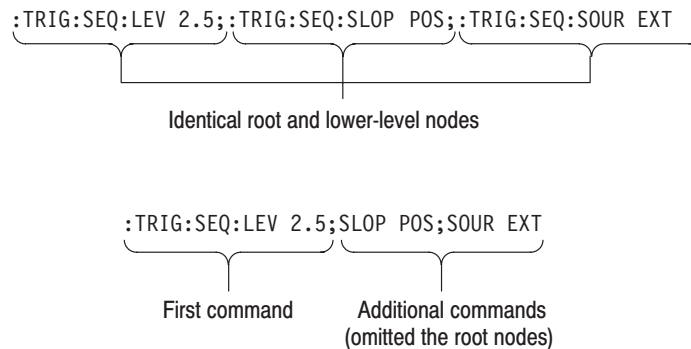 :TRIG:SEQ:LEV 2.5;:TRIG:SEQ:SLOP POS;:TRIG:SEQ:SOUR EXT
Identical root and lower-level nodes
:TRIG:SEQ:LEV 2.5;SLOP POS;SOUR EXT
First command
Additional commands
(omitted the root nodes)